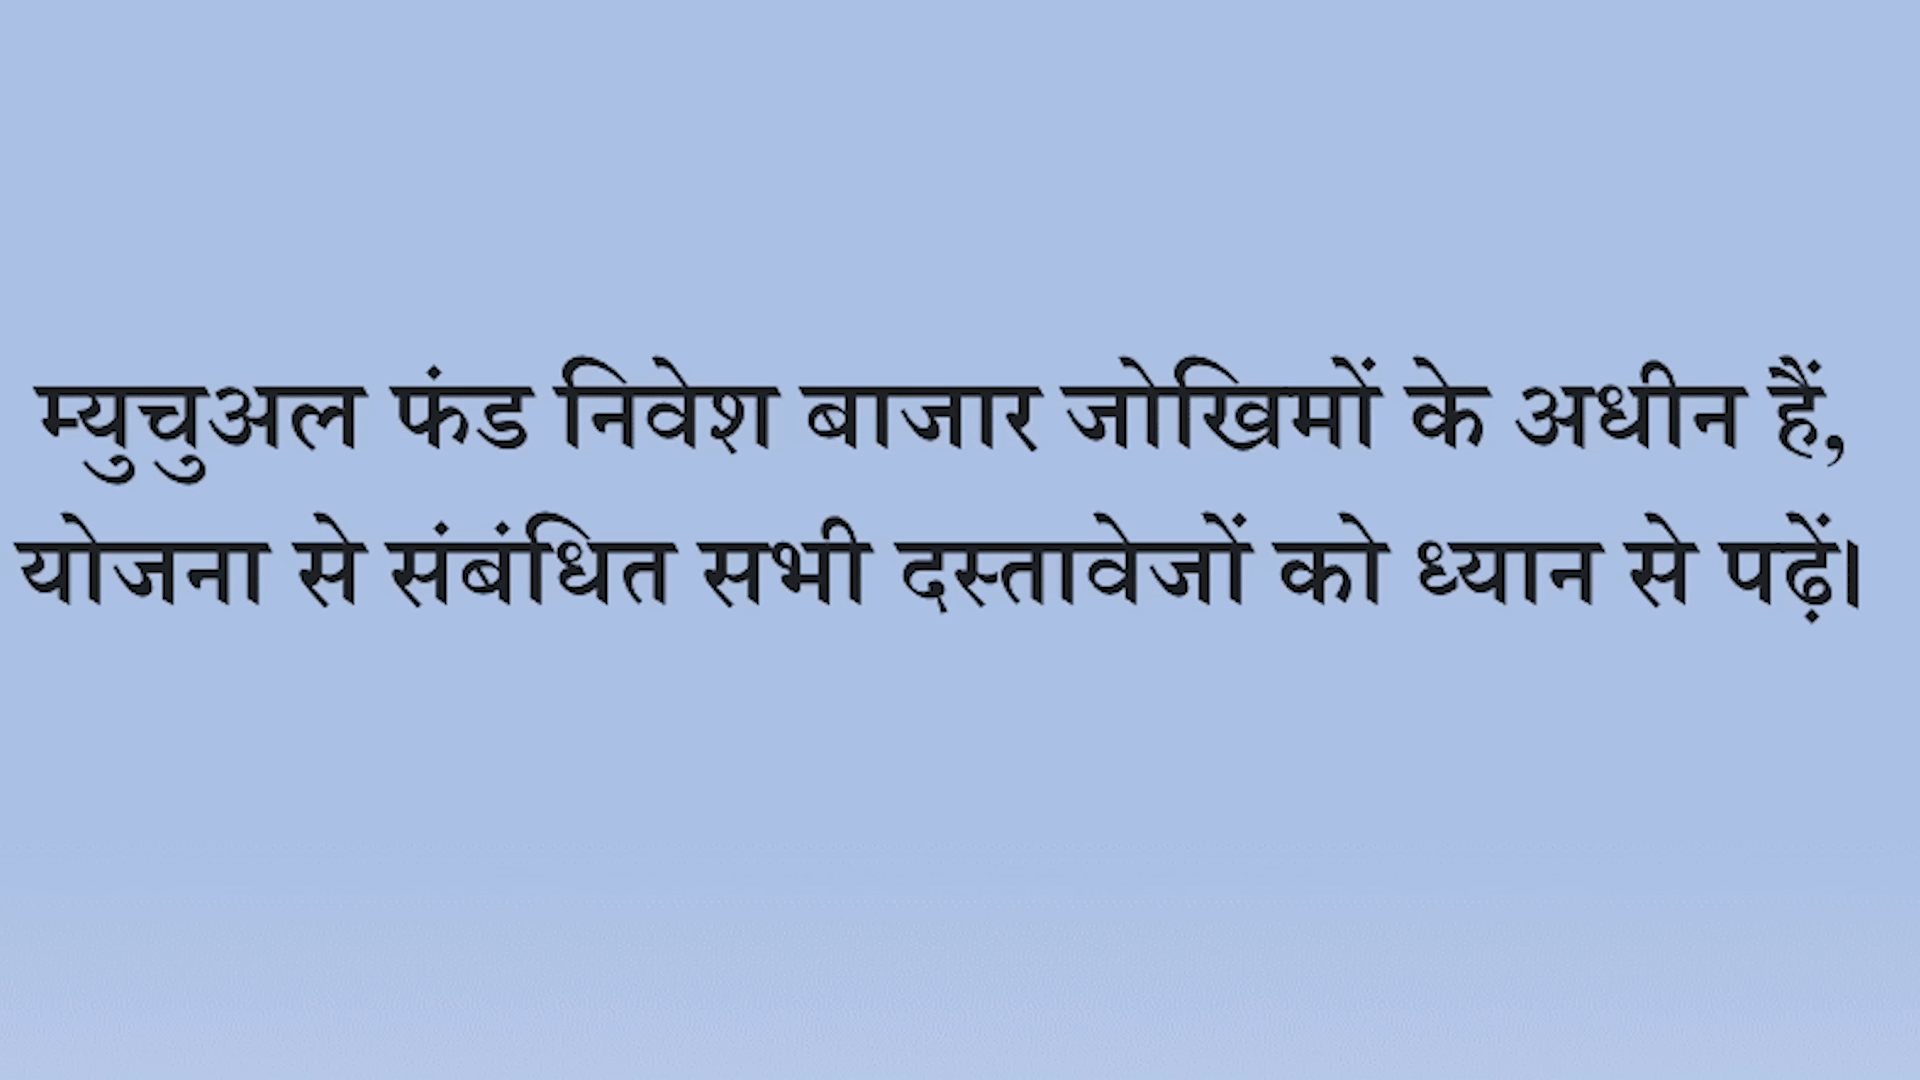 म्युचुअल फंड निवेश बाजार जोखिमों के अधीन हैं,
योजना से संबंधित सभी दस्तावेजों को ध्यान से पढ़ें।